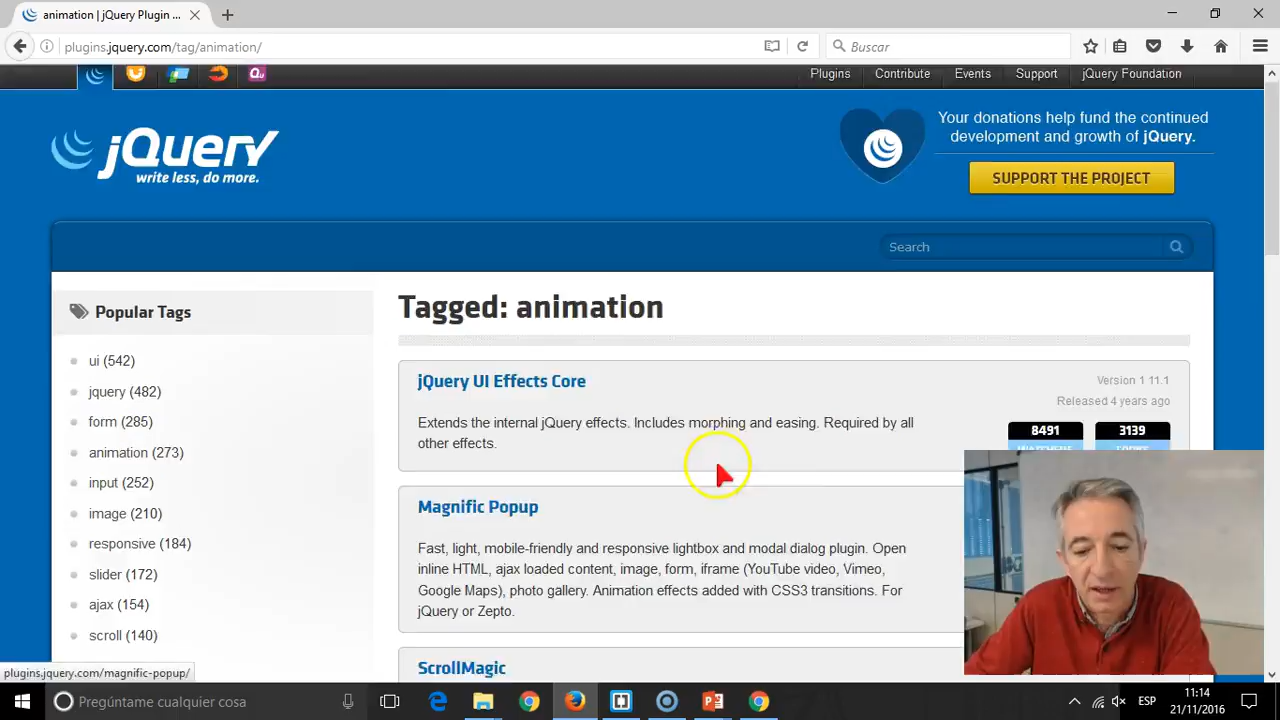 animation | jQuery Plugin ...
plugins.jquery.com/tag/animation/
Buscar
Qu
Plugins
Contribute
Events
Support
jQuery Foundation
jQuery
write less, do more.
Your donations help fund the continued
development and growth of jQuery.
SUPPORT THE PROJECT
Search
Popular Tags
ui (542)
jquery (482)
form (285)
animation (273)
input (252)
image (210)
responsive (184)
slider (172)
ajax (154)
scroll (140)
Tagged: animation
jQuery UI Effects Core
Version 1 11.1
Released 4 years ago
Extends the internal jQuery effects. Includes morphing and easing. Required by all
other effects.
8491
3139
Magnific Popup
Fast, light, mobile-friendly and responsive lightbox and modal dialog plugin. Open
inline HTML, ajax loaded content, image, form, iframe (YouTube video, Vimeo,
Google Maps), photo gallery. Animation effects added with CSS3 transitions. For
jQuery or Zepto.
ScrollMagic
plugins.jquery.com/magnific-popup/
Pregúntame cualquier cosa
ESP
11:14
21/11/2016